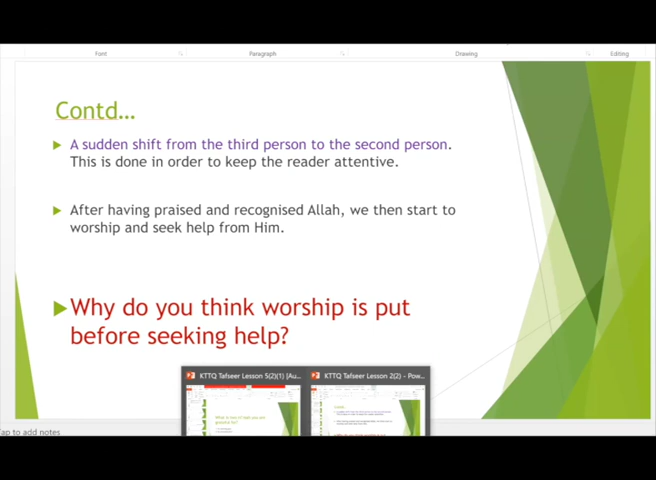 Font Paragraph Drawing Editing
Contd...
A sudden shift from the third person to the second person.
This is done in order to keep the reader attentive.
After having praised and recognised Allah, we then start to
worship and seek help from Him.
Why do you think worship is put
before seeking help?
KTTQ Tafseer Lesson 5(2)(1) [Au... KTTQ Tafseer Lesson 2(2) - Pow...
Tap to add notes